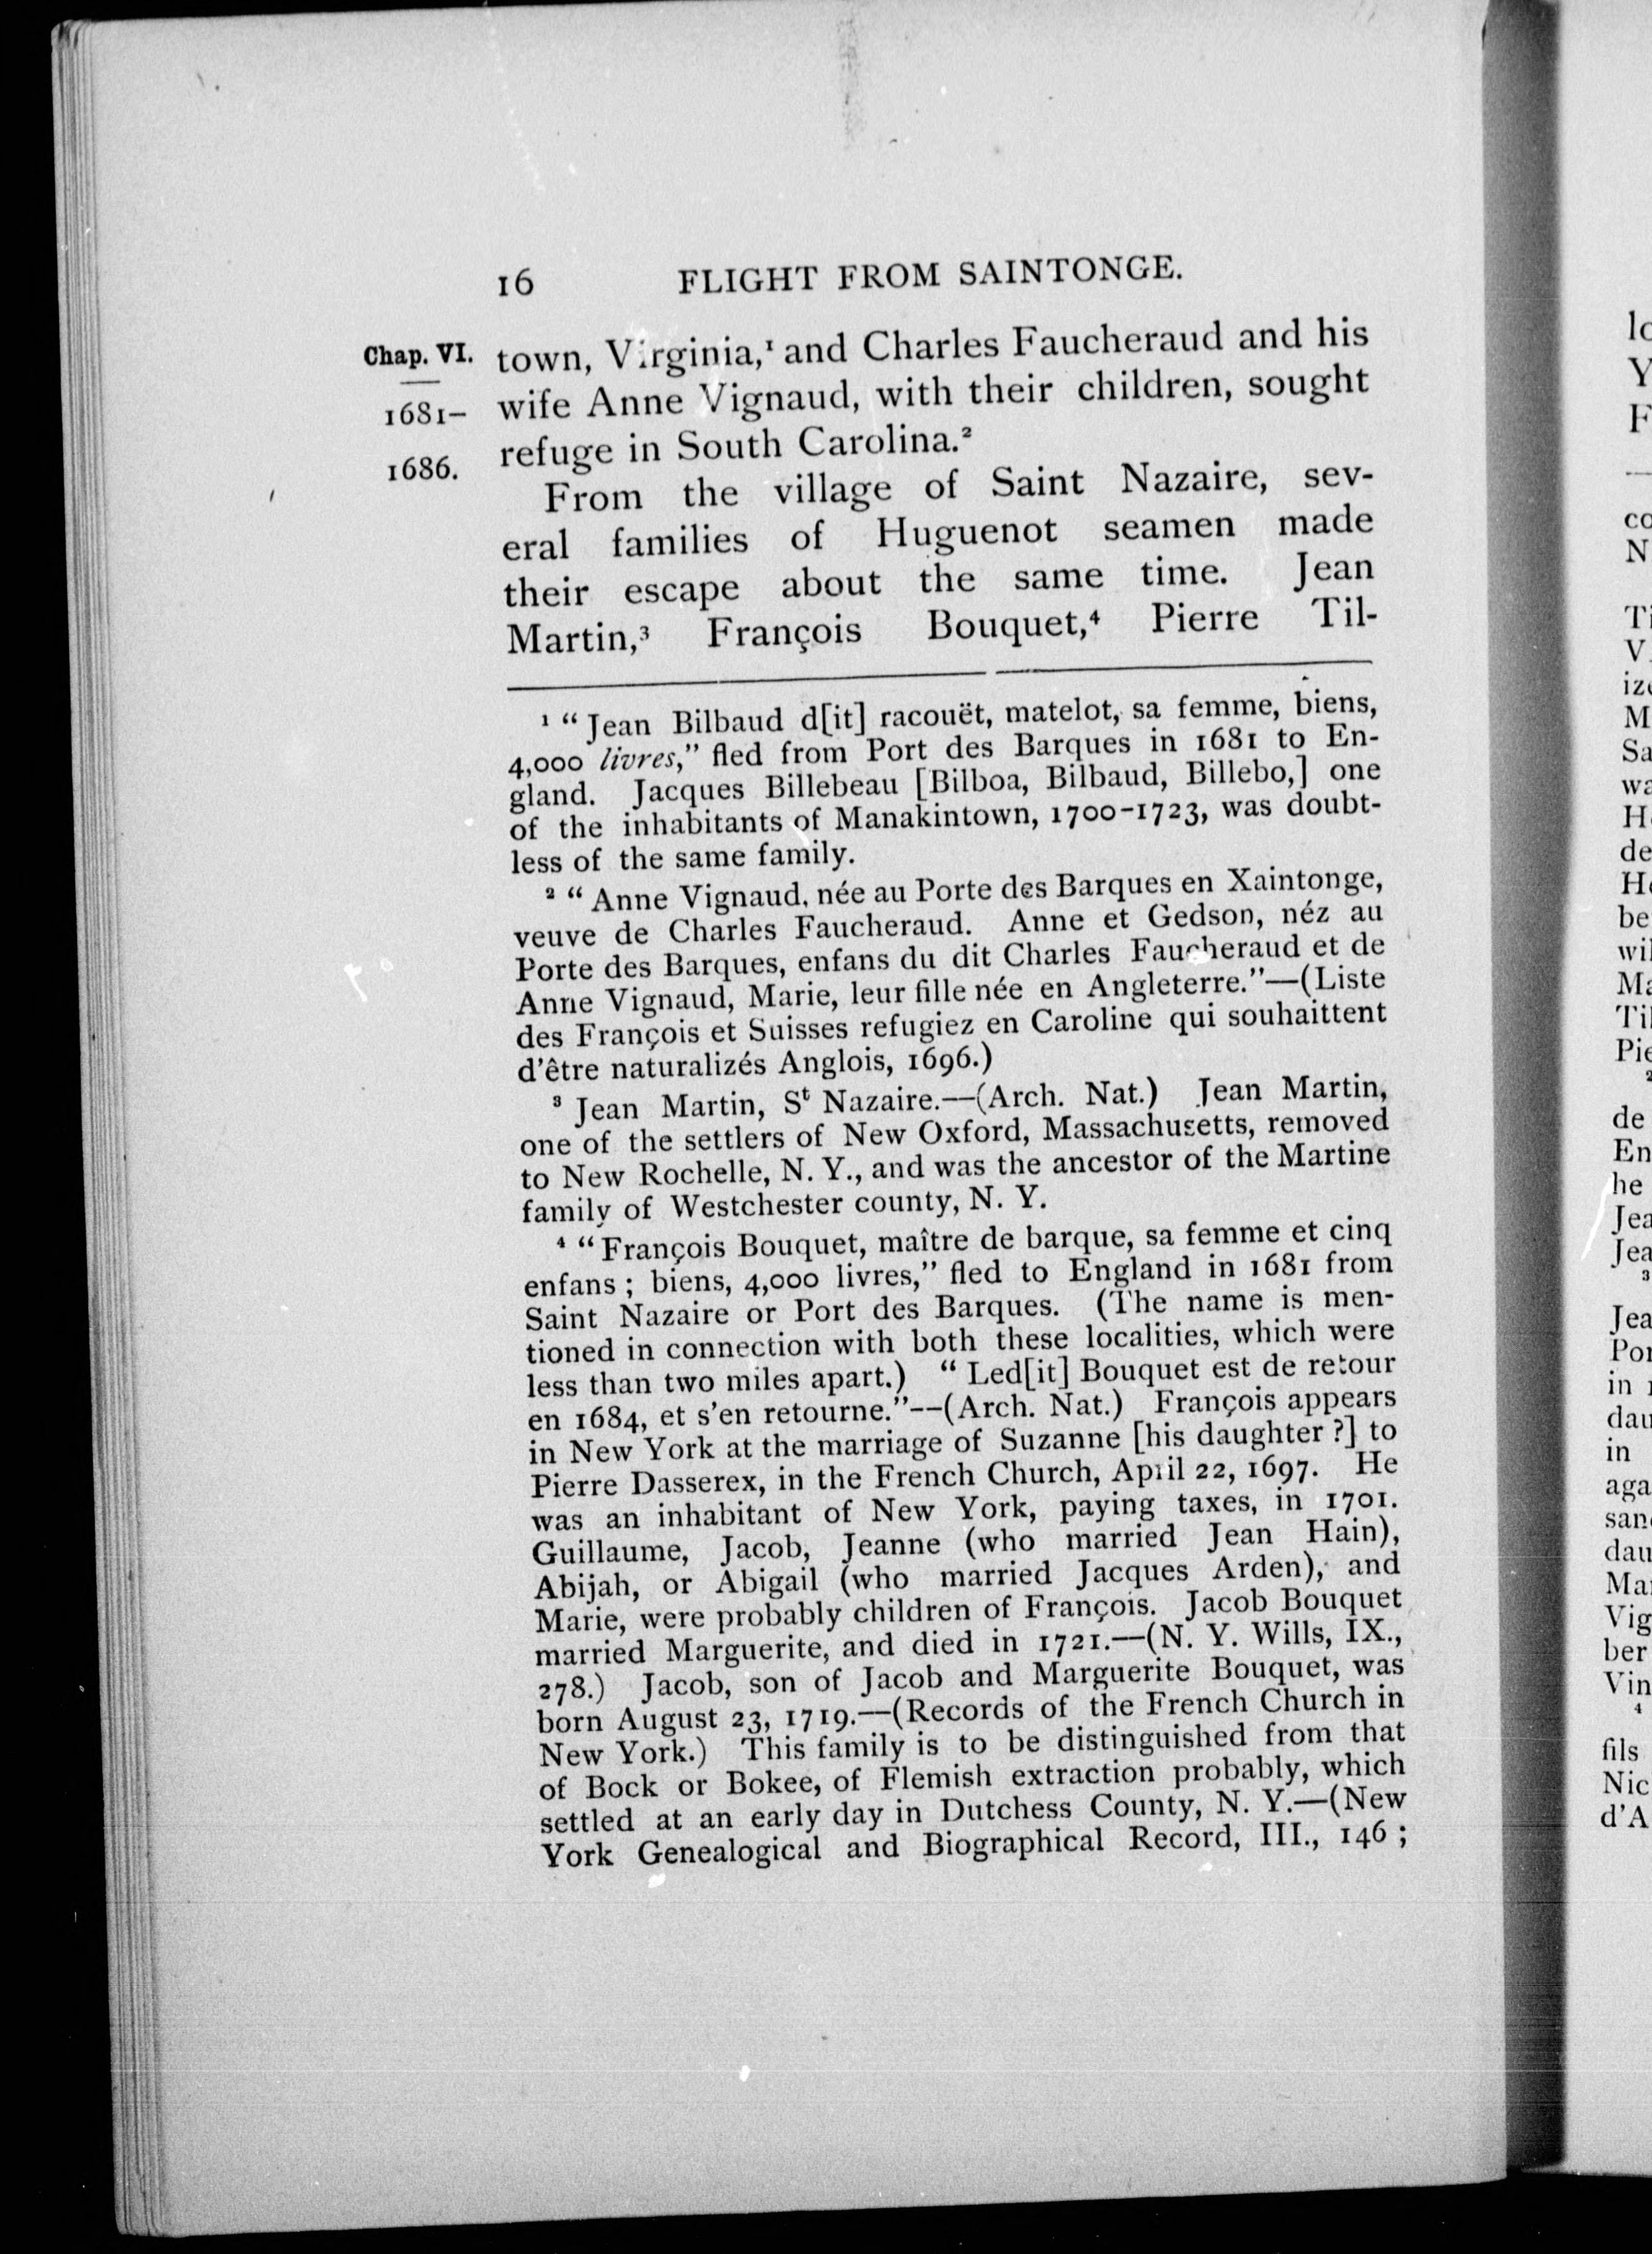 16 FLIGHT FROM SAINTONGE.
Chap. VI.
1681–
1686.
town, Virginia,¹ and Charles Faucheraud and his
wife Anne Vignaud, with their children, sought
refuge in South Carolina.²
From the village of Saint Nazaire, sev-
eral families of Huguenot seamen made
their escape about the same time. Jean
Martin,³ François Bouquet,⁴ Pierre Til-
¹ “Jean Bilbaud d[it] racouët, matelot, sa femme, biens,
4,000 livres,” fled from Port des Barques in 1681 to En-
gland. Jacques Billebeau [Bilboa, Bilbaud, Billebo,] one
of the inhabitants of Manakintown, 1700–1723, was doubt-
less of the same family.
² “Anne Vignaud, née au Porte des Barques en Xaintonge,
veuve de Charles Faucheraud. Anne et Gedson, néz au
Porte des Barques, enfans du dit Charles Faucheraud et de
Anne Vignaud, Marie, leur fille née en Angleterre.”—(Liste
des François et Suisses refugiez en Caroline qui souhaittent
d’être naturalizés Anglois, 1696.)
³ Jean Martin, Sᵗ Nazaire.—(Arch. Nat.) Jean Martin,
one of the settlers of New Oxford, Massachusetts, removed
to New Rochelle, N. Y., and was the ancestor of the Martine
family of Westchester county, N. Y.
⁴ “François Bouquet, maître de barque, sa femme et cinq
enfans; biens, 4,000 livres,” fled to England in 1681 from
Saint Nazaire or Port des Barques. (The name is men-
tioned in connection with both these localities, which were
less than two miles apart.) “Led[it] Bouquet est de retour
en 1684, et s’en retourne.”—(Arch. Nat.) François appears
in New York at the marriage of Suzanne [his daughter ?] to
Pierre Dasserex, in the French Church, April 22, 1697. He
was an inhabitant of New York, paying taxes, in 1701.
Guillaume, Jacob, Jeanne (who married Jean Hain),
Abijah, or Abigail (who married Jacques Arden), and
Marie, were probably children of François. Jacob Bouquet
married Marguerite, and died in 1721.—(N. Y. Wills, IX.,
278.) Jacob, son of Jacob and Marguerite Bouquet, was
born August 23, 1719.—(Records of the French Church in
New York.) This family is to be distinguished from that
of Bock or Bokee, of Flemish extraction probably, which
settled at an early day in Dutchess County, N. Y.—(New
York Genealogical and Biographical Record, III., 146;